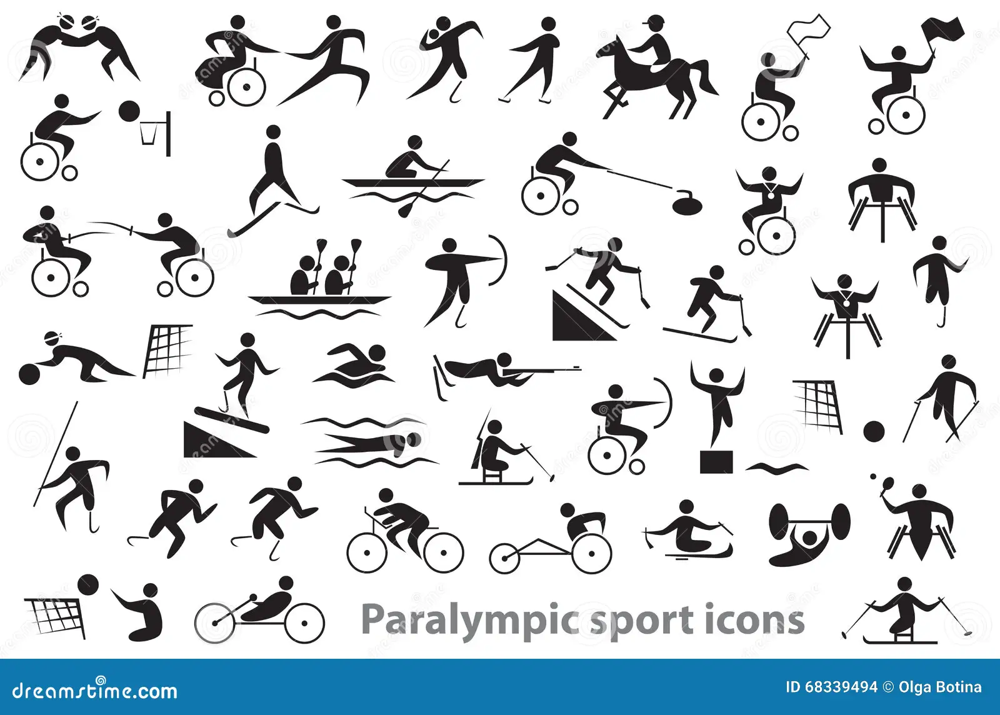 Paralympic sport icons
dreamstime.com
ID 68339494 © Olga Botina